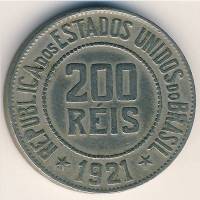 REPUBLICA DOS ESTADOS UNIDOS DO BRASIL
200
RÉIS
1921